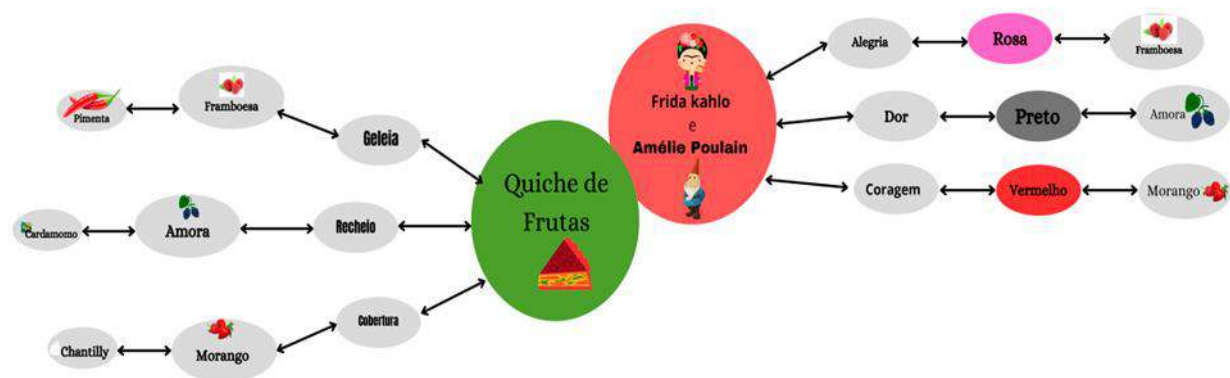 Pimenta
Framboesa
Geleia
Cardamomo
Amora
Recheio
Chantilly
Morango
Cobertura
Quiche de
Frutas
Frida kahlo
e
Amélie Poulain
Alegria
Rosa
Framboesa
Dor
Preto
Amora
Coragem
Vermelho
Morango